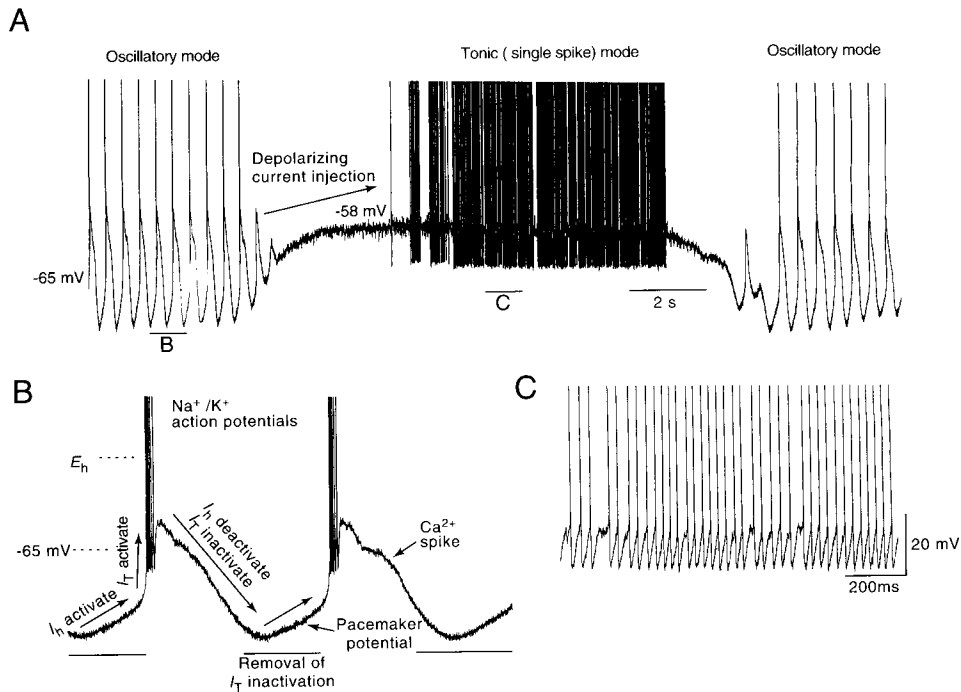 A
Oscillatory mode
Tonic ( single spike) mode
Oscillatory mode
Depolarizing
current injection
-58 mV
-65 mV
B
C
2 s
B
Na+ /K+
action potentials
Eh
-65 mV
Ih activate
IT activate
Ih deactivate
IT inactivate
Ca2+
spike
Pacemaker
potential
Removal of
IT inactivation
C
20 mV
200ms